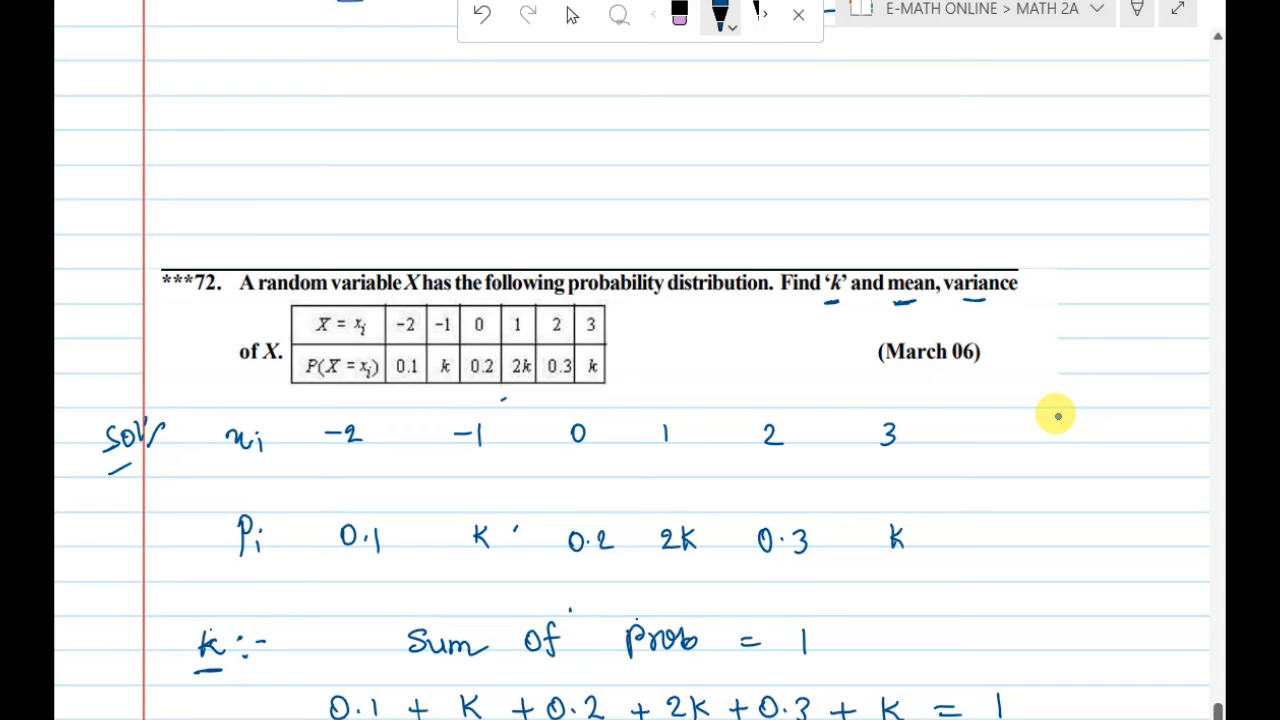 E-MATH ONLINE > MATH 2A
***72. A random variable X has the following probability distribution. Find ‘k’ and mean, variance
of X.
X = xᵢ -2 -1 0 1 2 3
P(X = xᵢ) 0.1 k 0.2 2k 0.3 k
(March 06)
Sol/ xi -2 -1 0 1 2 3
Pi 0.1 K 0.2 2K 0.3 k
k :- Sum of prob = 1
0.1 + K + 0.2 + 2K + 0.3 + K = 1